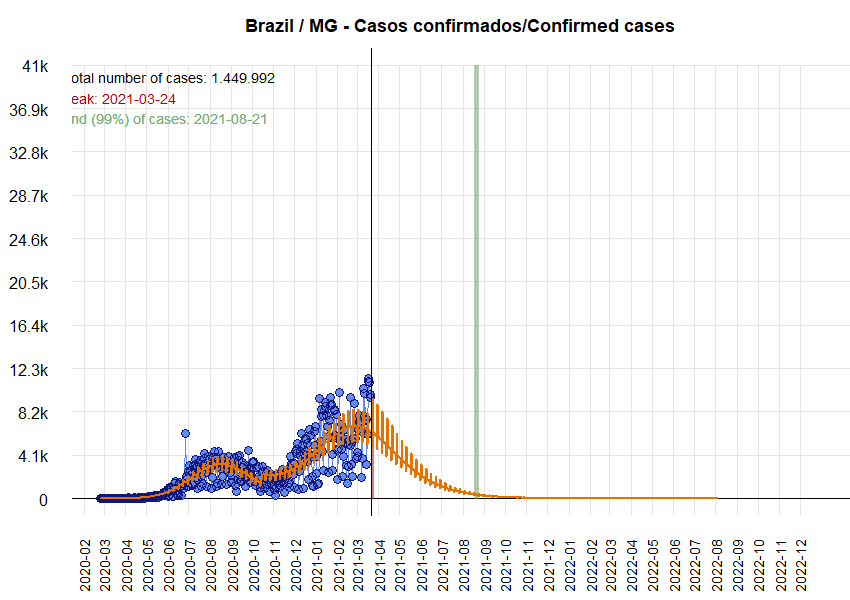 Brazil / MG - Casos confirmados/Confirmed cases
41k
otal number of cases: 1.449.992
eak: 2021-03-24
36.9k
nd (99%) of cases: 2021-08-21
32.8k
28.7k
24.6k
20.5k
16.4k
12.3k
8.2k
4.1k
0
2020-02
2020-03
2020-04
2020-05
2020-06
2020-07
2020-08
2020-09
2020-10
2020-11
2020-12
2021-01
2021-02
2021-03
2021-04
2021-05
2021-06
2021-07
2021-08
2021-09
2021-10
2021-11
2021-12
2022-01
2022-02
2022-03
2022-04
2022-05
2022-06
2022-07
2022-08
2022-09
2022-10
2022-11
2022-12